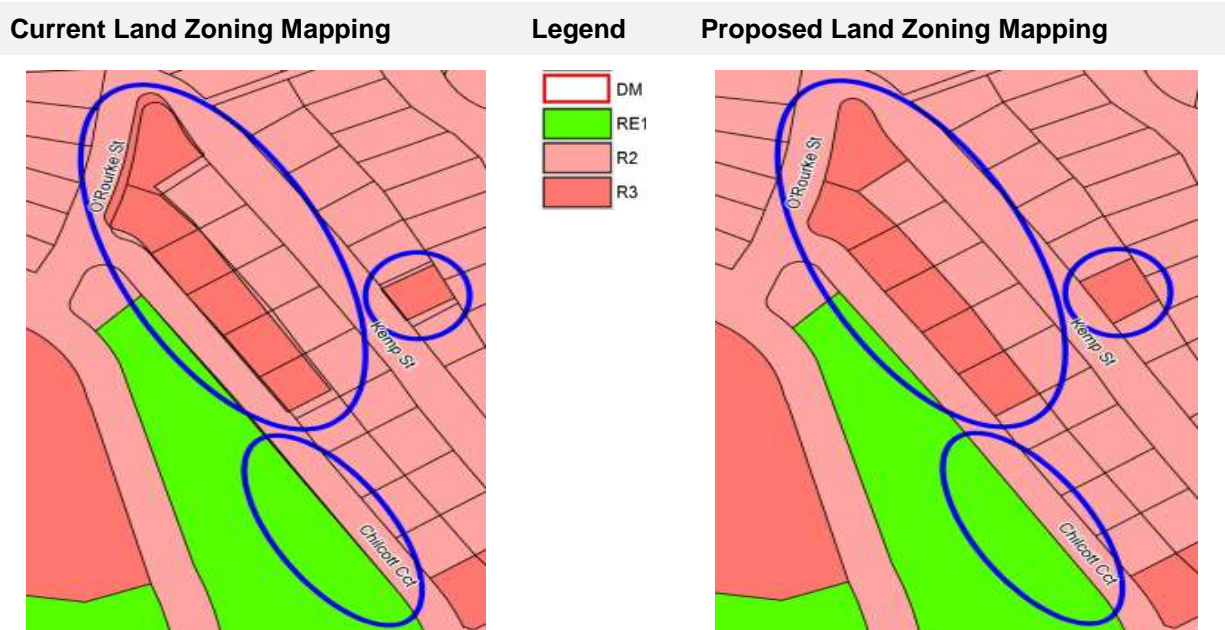 Current Land Zoning Mapping
Legend
Proposed Land Zoning Mapping
O'Rourke St
Kemp St
Chilcott Cct
DM
RE1
R2
R3
O'Rourke St
Kemp St
Chilcott Cct